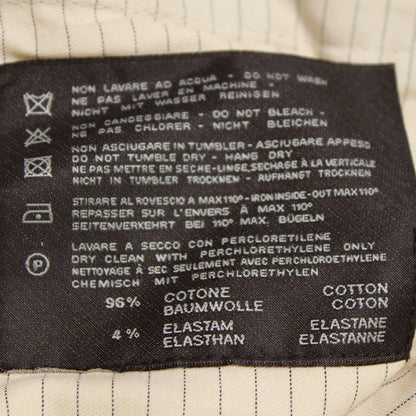 NON LAVARE AD ACQUA - DO NOT WASH
NE PAS LAVER EN MACHINE -
NICHT MIT WASSER REINIGEN
NON CANDEGGIARE - DO NOT BLEACH -
NE PAS CHLORER - NICHT BLEICHEN
NON ASCIUGARE IN TUMBLER - ASCIUGARE APPESO
DO NOT TUMBLE DRY - HANG DRY
NE PAS METTRE EN SECHE-LINGE, SECHAGE À LA VERTICALE
NICHT IN TUMBLER TROCKNEN - AUFHÄNGT TROCKNEN
STIRARE AL ROVESCIO A MAX 110° - IRON INSIDE-OUT MAX 110°
REPASSER SUR L'ENVERS À MAX 110°
SEITENVERKEHRT BEI 110° MAX. BÜGELN
LAVARE A SECCO CON PERCLORETILENE
DRY CLEAN WITH PERCHLORETHYLENE ONLY
NETTOYAGE À SEC SEULEMENT AVEC PERCHLOROETHYLENE
CHEMISCH MIT PERCHLORETHYLEN
P
96% COTONE COTTON
BAUMWOLLE COTON
4% ELASTAM ELASTANE
ELASTHAN ELASTANNE